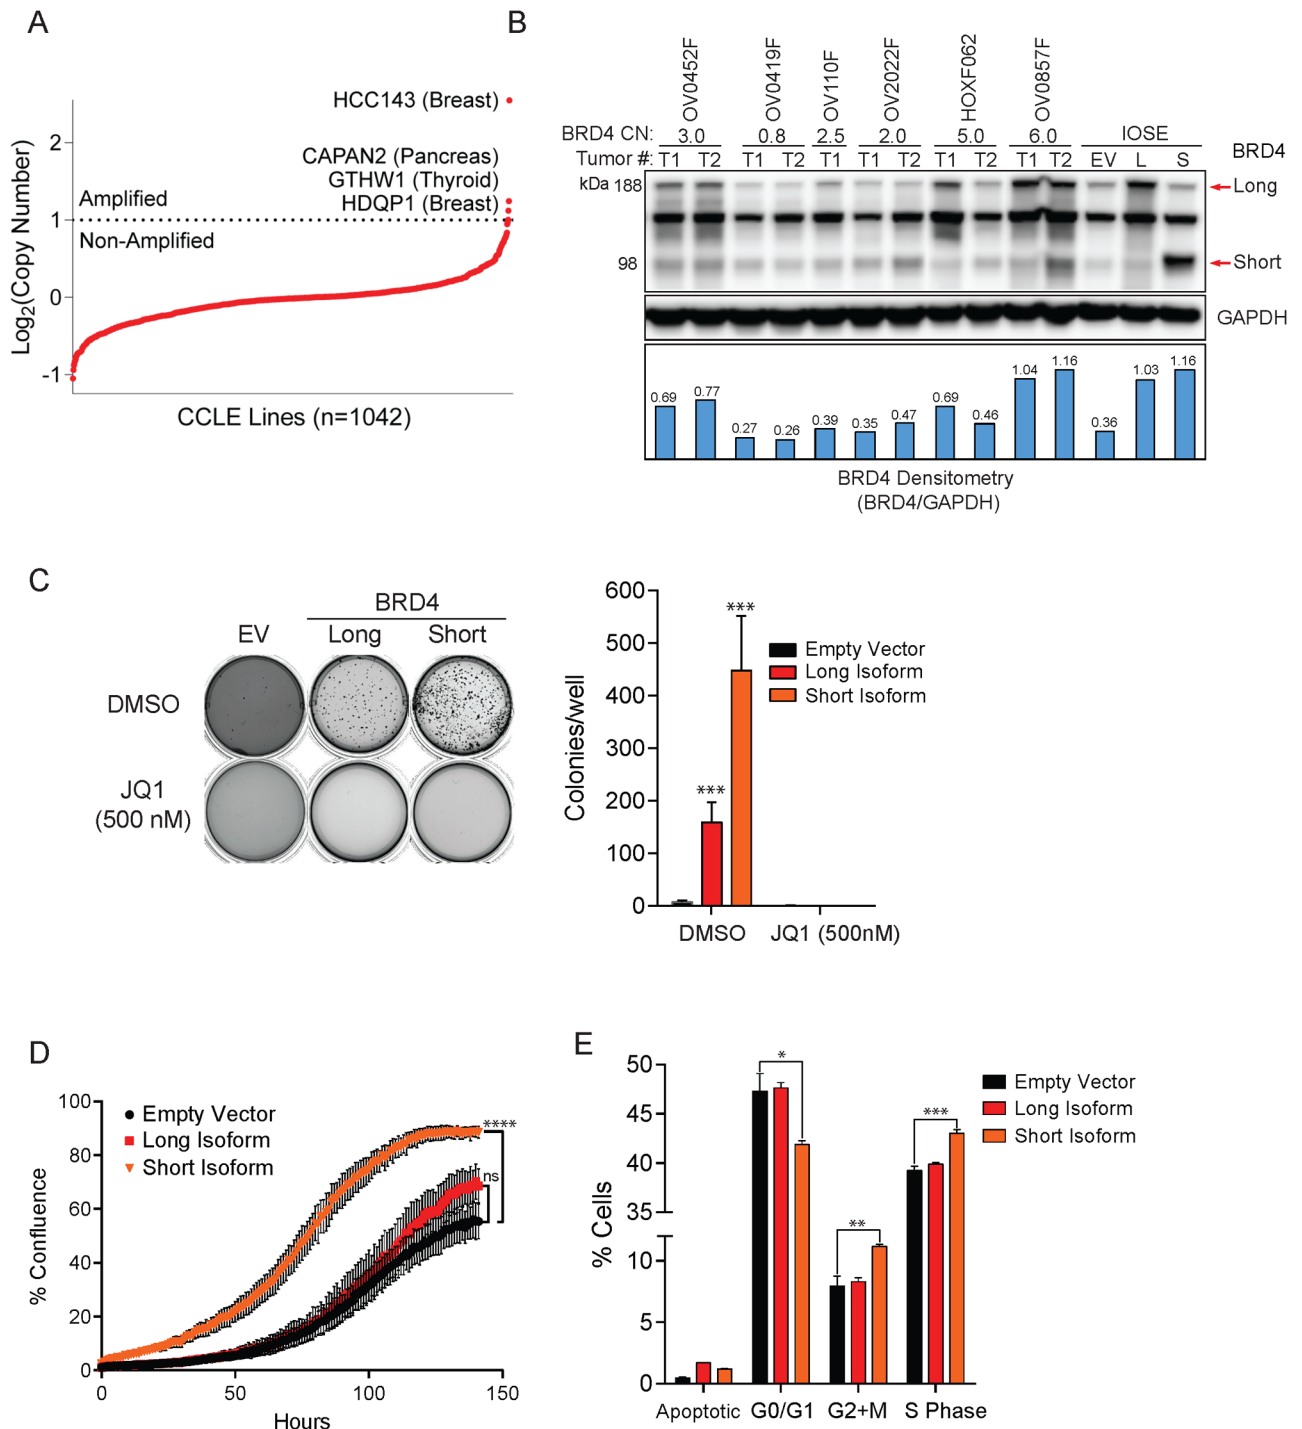 A
Log2(Copy Number)
2
1
0
-1
HCC143 (Breast)
CAPAN2 (Pancreas)
GTHW1 (Thyroid)
HDQP1 (Breast)
Amplified
Non-Amplified
CCLE Lines (n=1042)
B
OV0452F
OV0419F
OV110F
OV2022F
HOXF062
OV0857F
BRD4 CN: 3.0 0.8 2.5 2.0 5.0 6.0 IOSE
Tumor #: T1 T2 T1 T2 T1 T1 T2 T1 T2 T1 T2 EV L S
BRD4
kDa 188
Long
98
Short
GAPDH
0.69 0.77 0.27 0.26 0.39 0.35 0.47 0.69 0.46 1.04 1.16 0.36 1.03 1.16
BRD4 Densitometry
(BRD4/GAPDH)
C
BRD4
EV Long Short
DMSO
JQ1
(500 nM)
Colonies/well
600
500
400
300
200
100
0
***
***
Empty Vector
Long Isoform
Short Isoform
DMSO JQ1 (500nM)
D
% Confluence
100
80
60
40
20
0
Empty Vector
Long Isoform
Short Isoform
****
ns
0 50 100 150
Hours
E
% Cells
50
45
40
35
10
5
0
*
**
***
Empty Vector
Long Isoform
Short Isoform
Apoptotic G0/G1 G2+M S Phase